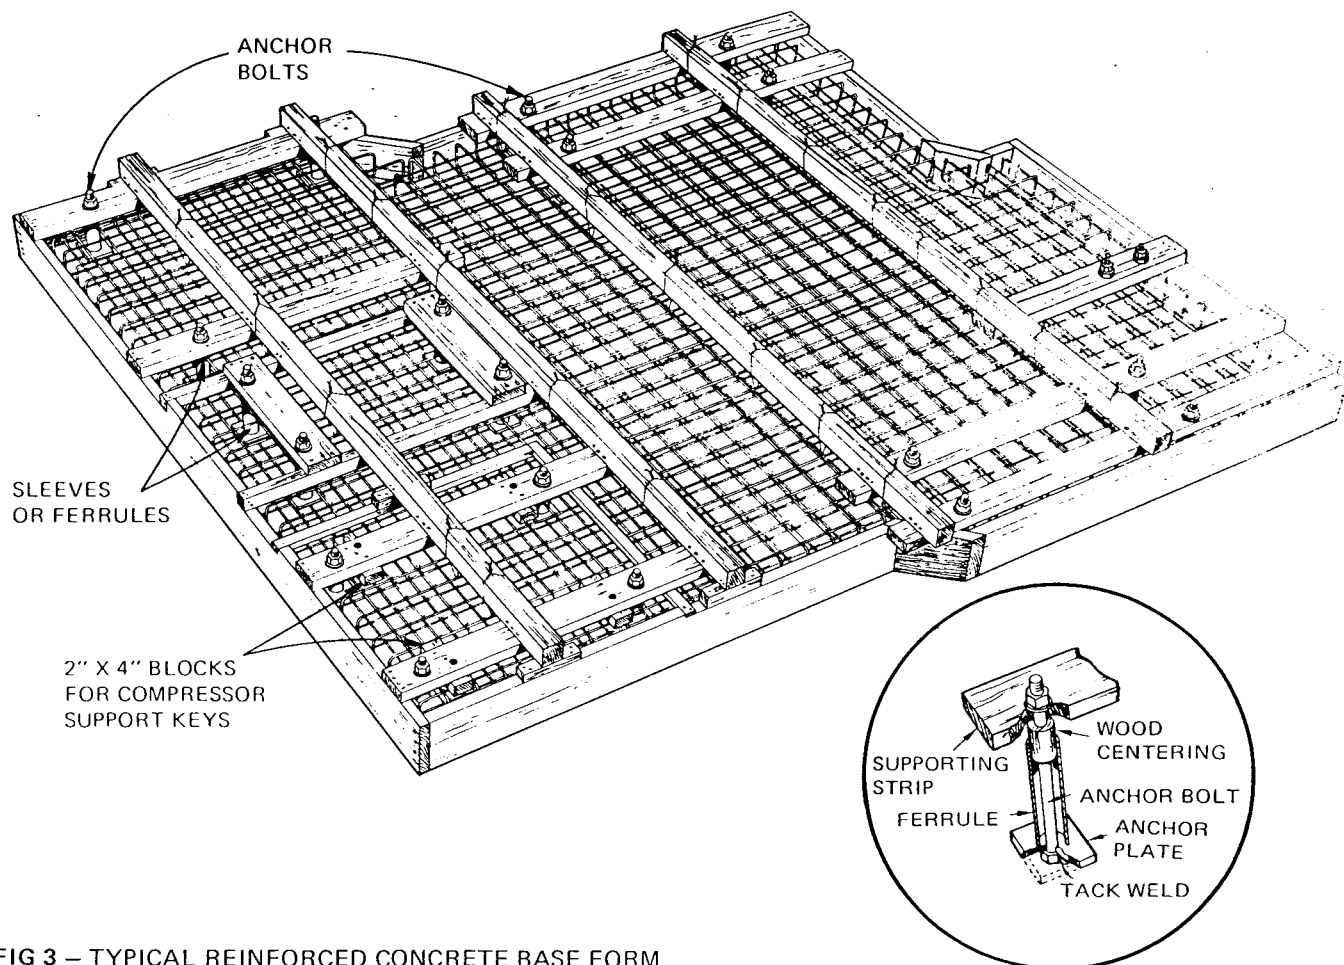 ANCHOR
BOLTS
SLEEVES
OR FERRULES
2" X 4" BLOCKS
FOR COMPRESSOR
SUPPORT KEYS
WOOD
CENTERING
SUPPORTING
STRIP
ANCHOR BOLT
FERRULE
ANCHOR
PLATE
TACK WELD
FIG 3 – TYPICAL REINFORCED CONCRETE BASE FORM